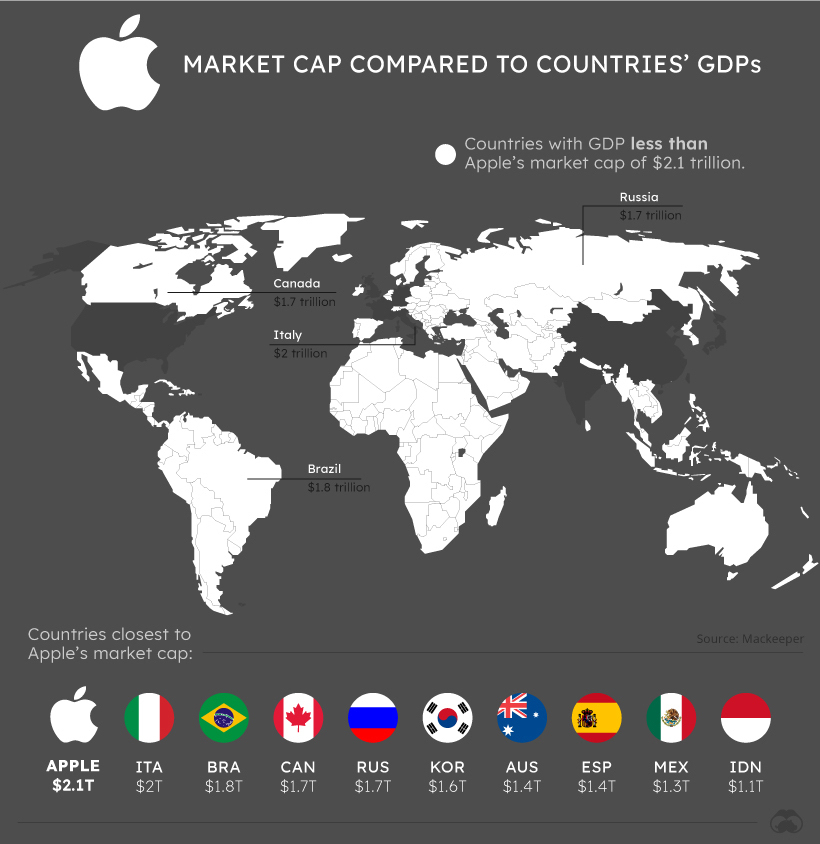 MARKET CAP COMPARED TO COUNTRIES’ GDPs
Countries with GDP less than
Apple’s market cap of $2.1 trillion.
Russia
$1.7 trillion
Canada
$1.7 trillion
Italy
$2 trillion
Brazil
$1.8 trillion
Countries closest to
Apple’s market cap:
Source: Mackeeper
APPLE ITA BRA CAN RUS KOR AUS ESP MEX IDN
$2.1T $2T $1.8T $1.7T $1.7T $1.6T $1.4T $1.4T $1.3T $1.1T